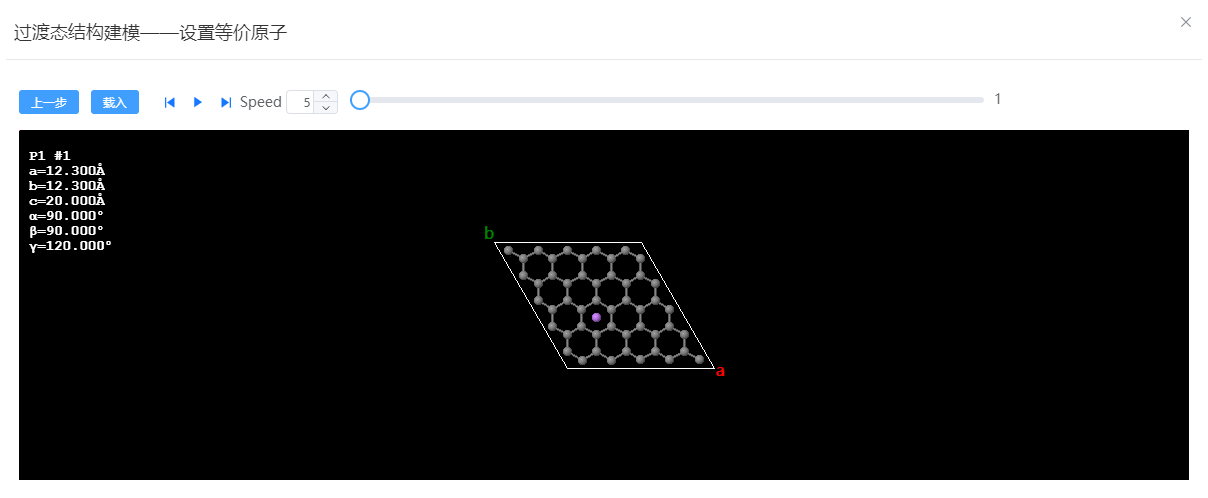 过渡态结构建模——设置等价原子
上一步 载入 Speed 5 1
P1 #1
a=12.300Å
b=12.300Å
c=20.000Å
α=90.000°
β=90.000°
γ=120.000°
b
a